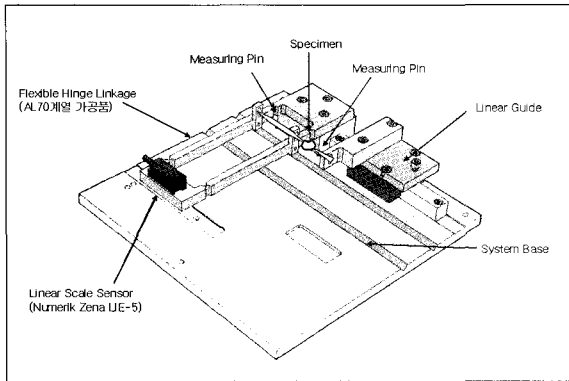 Specimen
Measuring Pin
Measuring Pin
Flexible Hinge Linkage
(AL70계열 가공품)
Linear Guide
System Base
Linear Scale Sensor
(Numerik Zena IJE-5)